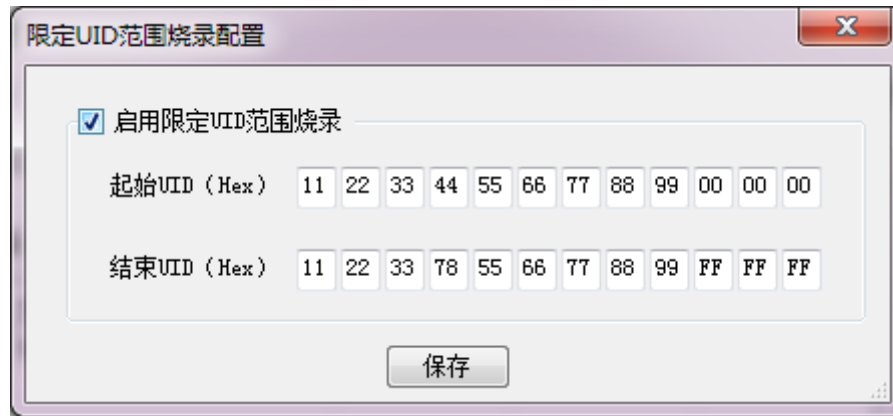 限定UID范围烧录配置
启用限定UID范围烧录
起始UID（Hex） 11 22 33 44 55 66 77 88 99 00 00 00
结束UID（Hex） 11 22 33 78 55 66 77 88 99 FF FF FF
保存